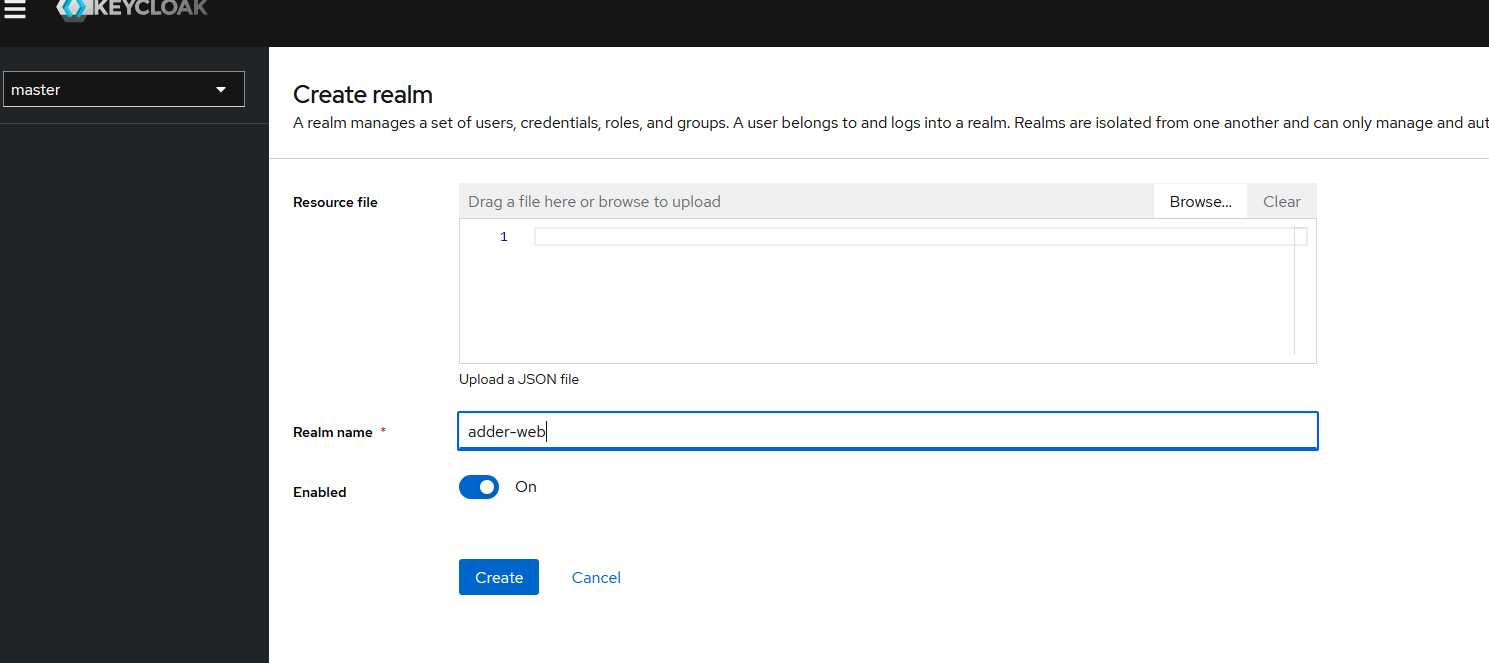 KEYCLOAK
master
Create realm
A realm manages a set of users, credentials, roles, and groups. A user belongs to and logs into a realm. Realms are isolated from one another and can only manage and aut
Resource file
Drag a file here or browse to upload
Browse...
Clear
1
Upload a JSON file
Realm name *
adder-web
Enabled
On
Create
Cancel